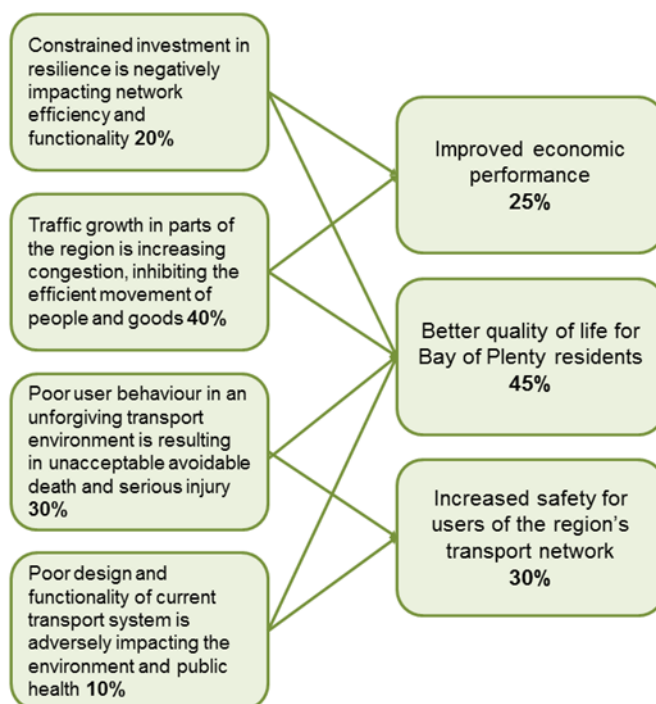 Constrained investment in
resilience is negatively
impacting network
efficiency and
functionality 20%
Traffic growth in parts of
the region is increasing
congestion, inhibiting the
efficient movement of
people and goods 40%
Poor user behaviour in an
unforgiving transport
environment is resulting
in unacceptable avoidable
death and serious injury
30%
Poor design and
functionality of current
transport system is
adversely impacting the
environment and public
health 10%
Improved economic
performance
25%
Better quality of life for
Bay of Plenty residents
45%
Increased safety for
users of the region's
transport network
30%